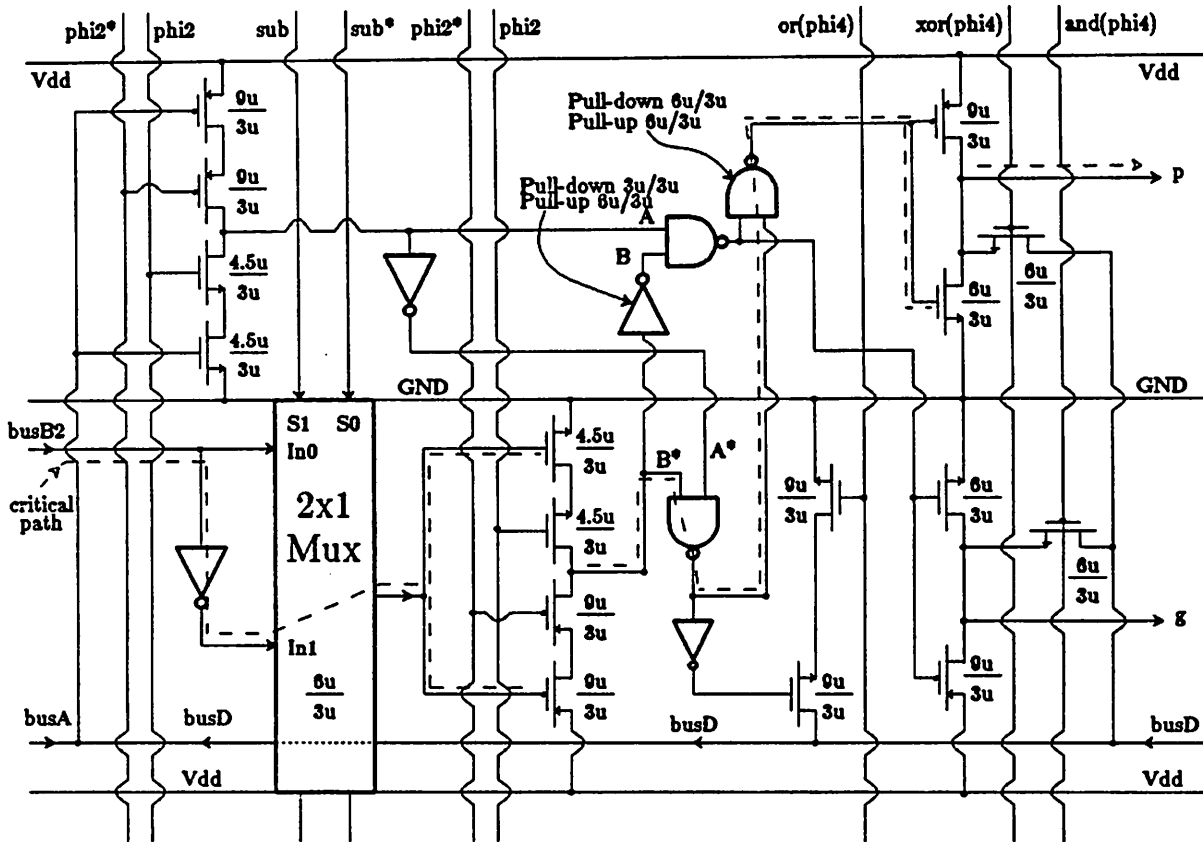 phi2* phi2 sub sub* phi2* phi2 or(phi4) xor(phi4) and(phi4)
Vdd Vdd
9u
3u
9u
3u
4.5u
3u
4.5u
3u
Pull-down 6u/3u
Pull-up 6u/3u
Pull-down 3u/3u
Pull-up 6u/3u
A
B
9u
3u
p
6u
3u
6u
3u
GND GND
busB2
critical
path
S1 S0
In0
2x1
Mux
In1
6u
3u
4.5u
3u
4.5u
3u
9u
3u
9u
3u
B*
A*
9u
3u
9u
3u
6u
3u
6u
3u
g
9u
3u
busA busD busD busD
Vdd Vdd